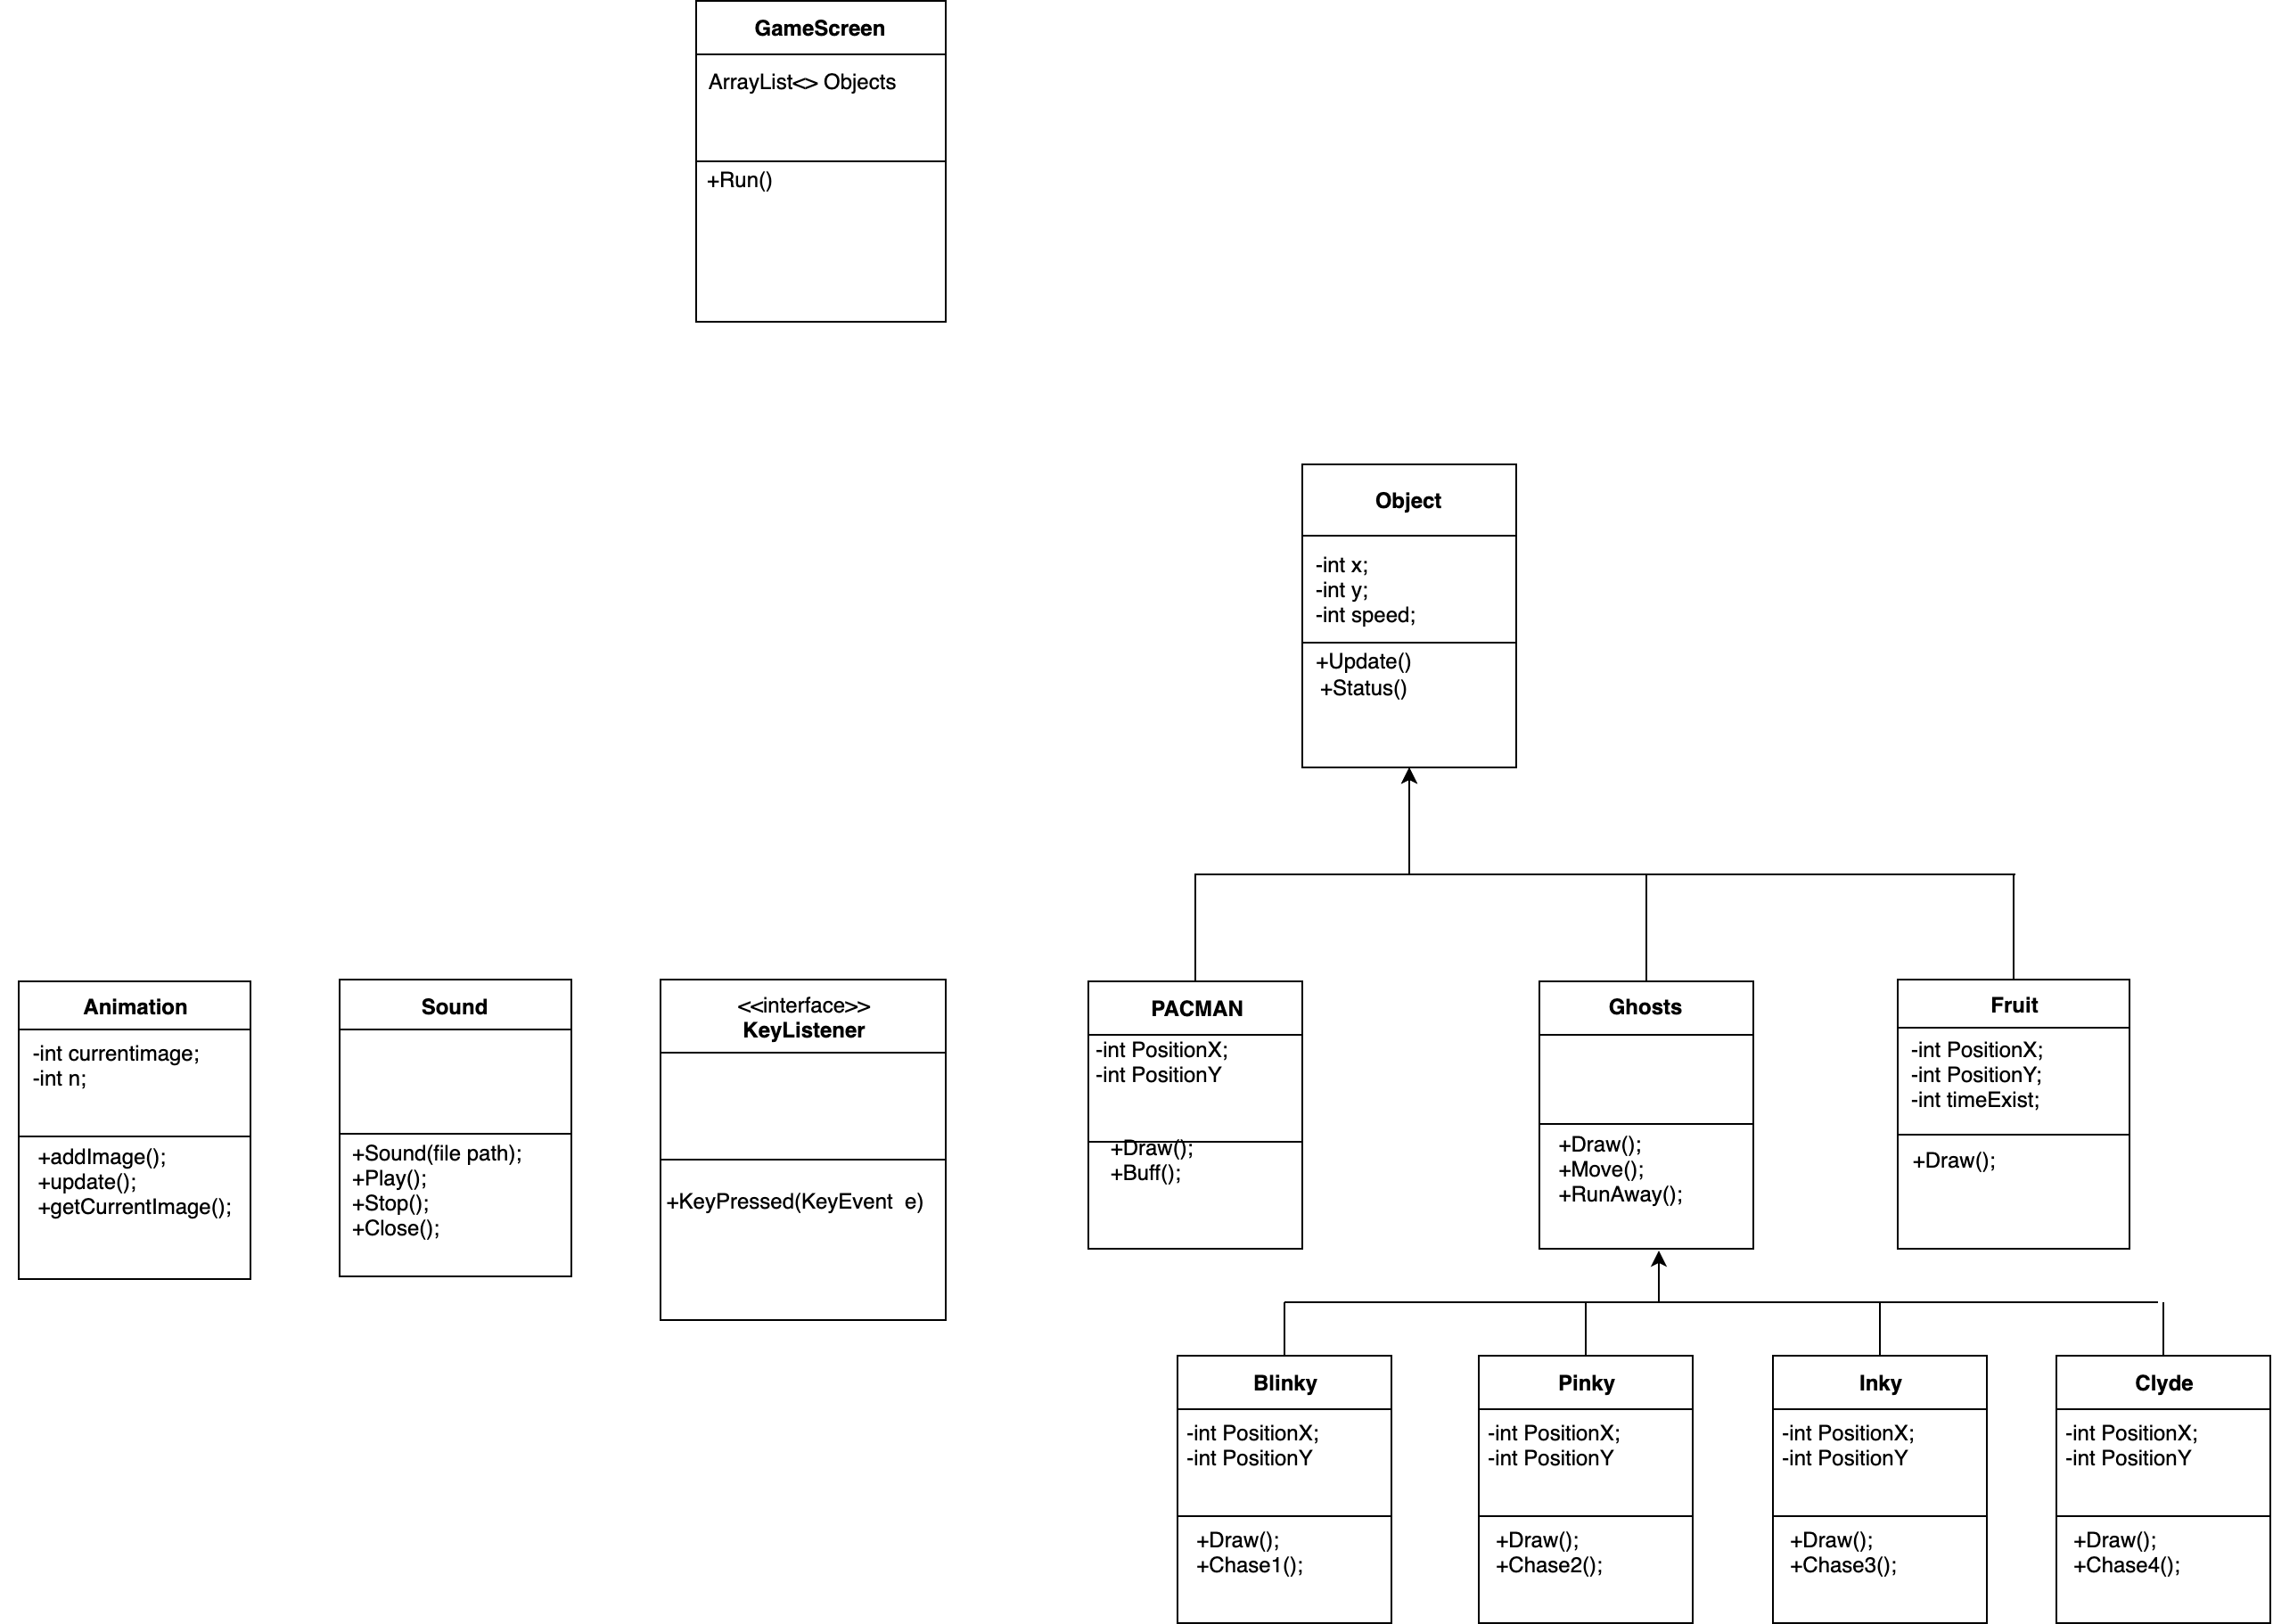 GameScreen
ArrayList<> Objects
+Run()
Object
-int x;
-int y;
-int speed;
+Update()
+Status()
Animation
-int currentimage;
-int n;
+addImage();
+update();
+getCurrentImage();
Sound
+Sound(file path);
+Play();
+Stop();
+Close();
<<interface>>
KeyListener
+KeyPressed(KeyEvent  e)
PACMAN
-int PositionX;
-int PositionY
+Draw();
+Buff();
Ghosts
+Draw();
+Move();
+RunAway();
Fruit
-int PositionX;
-int PositionY;
-int timeExist;
+Draw();
Blinky
-int PositionX;
-int PositionY
+Draw();
+Chase1();
Pinky
-int PositionX;
-int PositionY
+Draw();
+Chase2();
Inky
-int PositionX;
-int PositionY
+Draw();
+Chase3();
Clyde
-int PositionX;
-int PositionY
+Draw();
+Chase4();